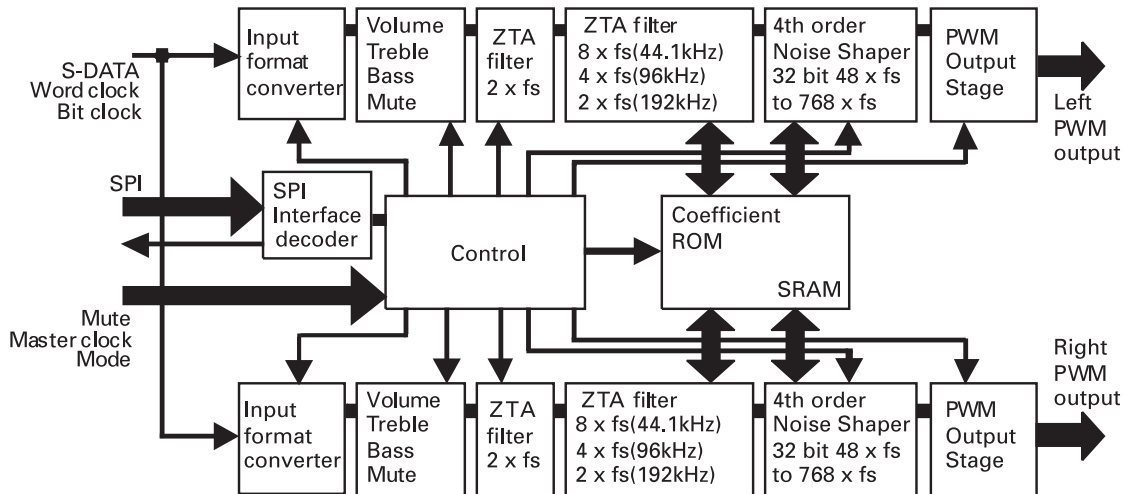 S-DATA
Word clock
Bit clock
Input
format
converter
Volume
Treble
Bass
Mute
ZTA
filter
2 x fs
ZTA filter
8 x fs(44.1kHz)
4 x fs(96kHz)
2 x fs(192kHz)
4th order
Noise Shaper
32 bit 48 x fs
to 768 x fs
PWM
Output
Stage
Left
PWM
output
SPI
SPI
Interface
decoder
Control
Coefficient
ROM
SRAM
Mute
Master clock
Mode
Input
format
converter
Volume
Treble
Bass
Mute
ZTA
filter
2 x fs
ZTA filter
8 x fs(44.1kHz)
4 x fs(96kHz)
2 x fs(192kHz)
4th order
Noise Shaper
32 bit 48 x fs
to 768 x fs
PWM
Output
Stage
Right
PWM
output